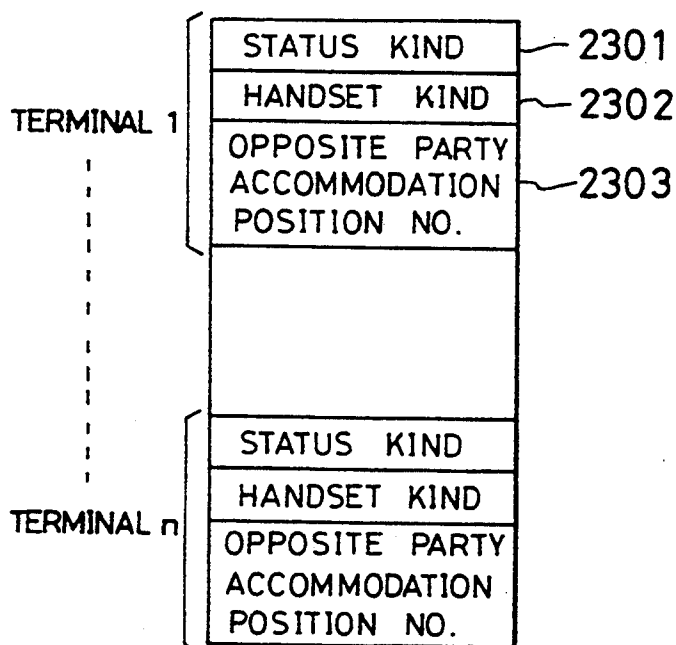 STATUS KIND 2301
TERMINAL 1
HANDSET KIND 2302
OPPOSITE PARTY
ACCOMMODATION 2303
POSITION NO.
STATUS KIND
HANDSET KIND
TERMINAL n
OPPOSITE PARTY
ACCOMMODATION
POSITION NO.